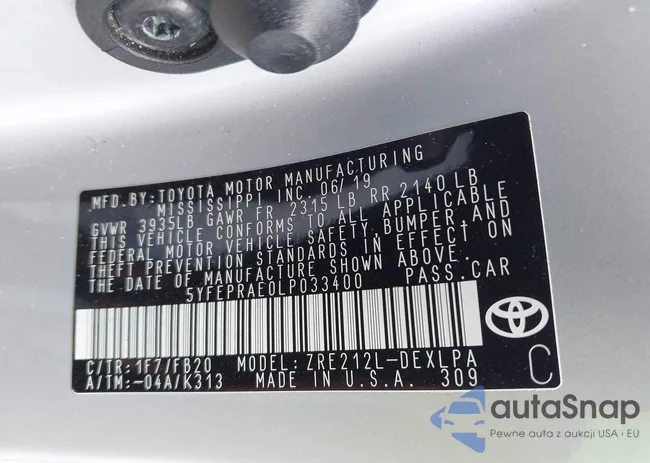 MFD. BY: TOYOTA MOTOR MANUFACTURING
MISSISSIPPI INC. 06/19
GVWR 3935LB GAWR FR 2315 LB RR 2140 LB
THIS VEHICLE CONFORMS TO ALL APPLICABLE
FEDERAL MOTOR VEHICLE SAFETY, BUMPER, AND
THEFT PREVENTION STANDARDS IN EFFECT ON
THE DATE OF MANUFACTURE SHOWN ABOVE.
5YFEPRAE0LP033400 PASS. CAR
C/TR: 1F7/FB20 MODEL: ZRE212L-DEXLPA
A/TM: -04A/K313 MADE IN U.S.A. 309
C
autaSnap
Pewne auta z aukcji USA i EU